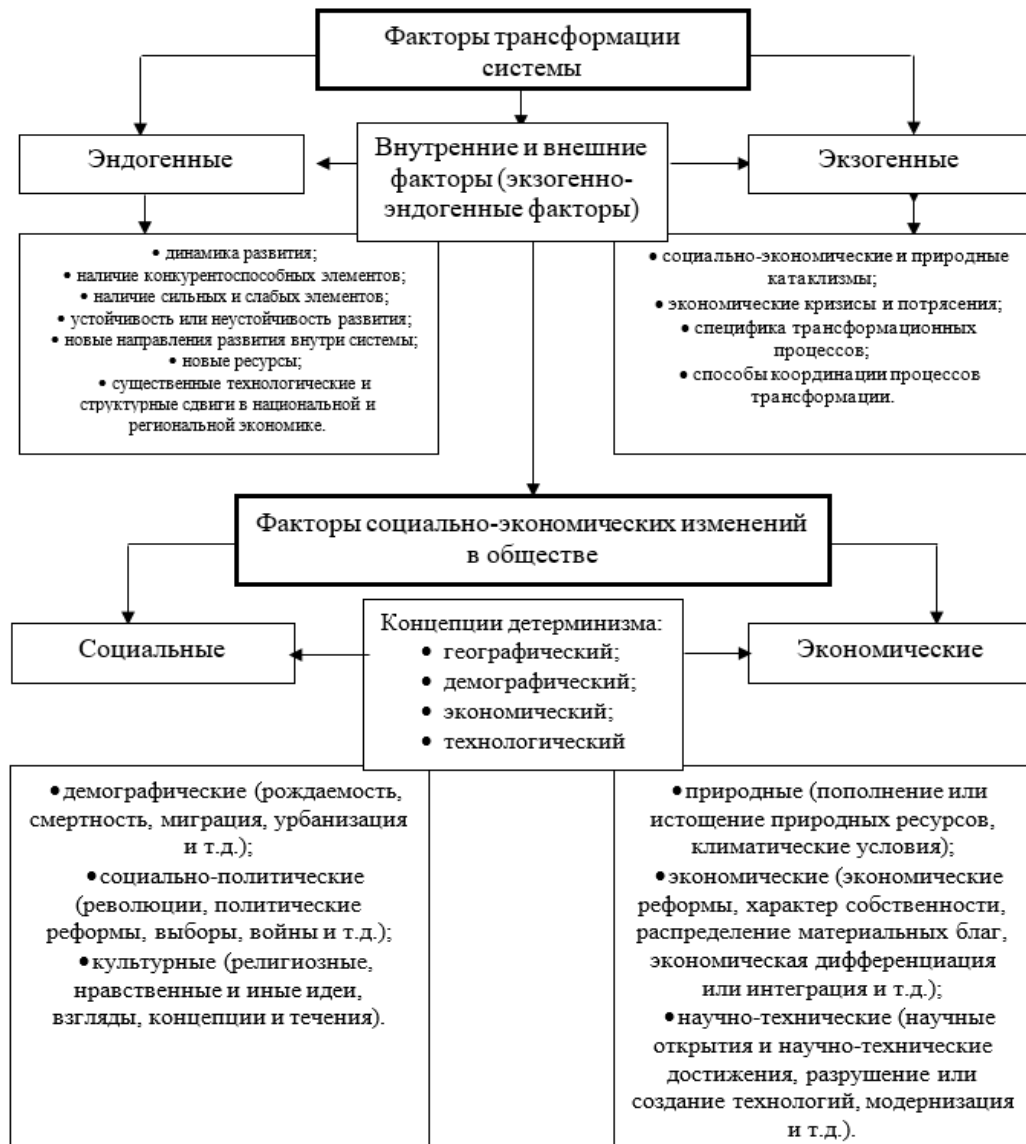 Факторы трансформации
системы
Эндогенные
Внутренние и внешние
факторы (экзогенно-
эндогенные факторы)
Экзогенные
• динамика развития;
• наличие конкурентоспособных элементов;
• наличие сильных и слабых элементов;
• устойчивость или неустойчивость развития;
• новые направления развития внутри системы;
• новые ресурсы;
• существенные технологические и
структурные сдвиги в национальной и
региональной экономике.
• социально-экономические и природные
катаклизмы;
• экономические кризисы и потрясения;
• специфика трансформационных
процессов;
• способы координации процессов
трансформации.
Факторы социально-экономических изменений
в обществе
Социальные
Концепции детерминизма:
• географический;
• демографический;
• экономический;
• технологический
Экономические
• демографические (рождаемость,
смертность, миграция, урбанизация
и т.д.);
• социально-политические
(революции, политические
реформы, выборы, войны и т.д.);
• культурные (религиозные,
нравственные и иные идеи,
взгляды, концепции и течения).
• природные (пополнение или
истощение природных ресурсов,
климатические условия);
• экономические (экономические
реформы, характер собственности,
распределение материальных благ,
экономическая дифференциация
или интеграция и т.д.);
• научно-технические (научные
открытия и научно-технические
достижения, разрушение или
создание технологий, модернизация
и т.д.).